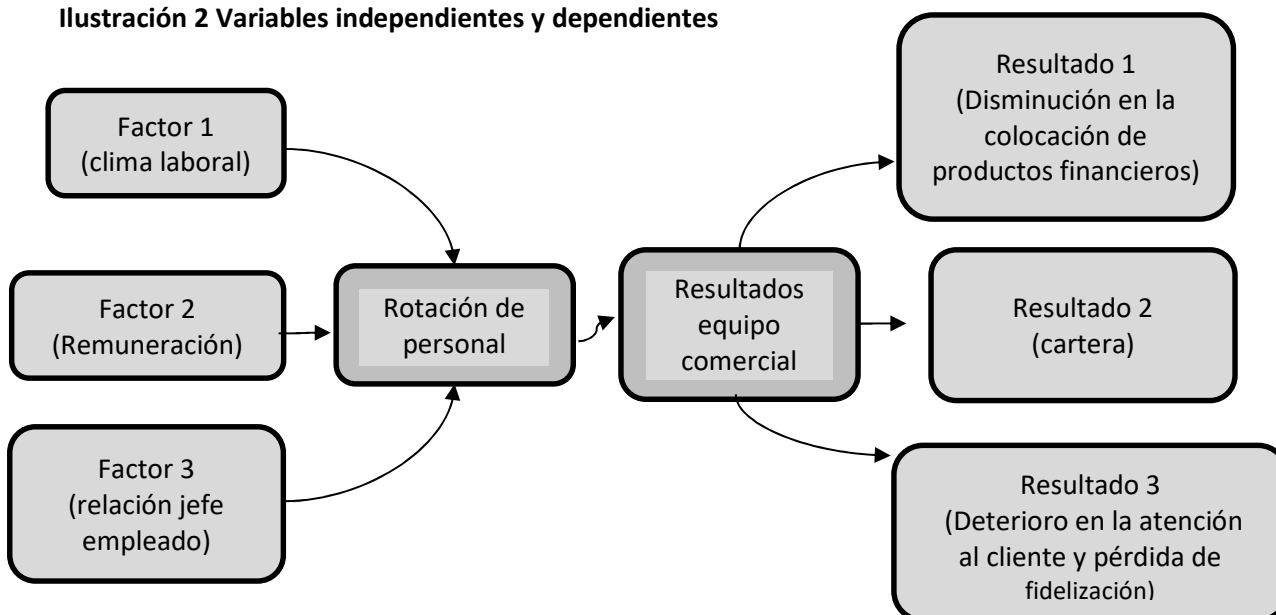 Ilustración 2 Variables independientes y dependientes
Factor 1
(clima laboral)
Factor 2
(Remuneración)
Factor 3
(relación jefe
empleado)
Rotación de
personal
Resultados
equipo
comercial
Resultado 1
(Disminución en la
colocación de
productos financieros)
Resultado 2
(cartera)
Resultado 3
(Deterioro en la atención
al cliente y pérdida de
fidelización)